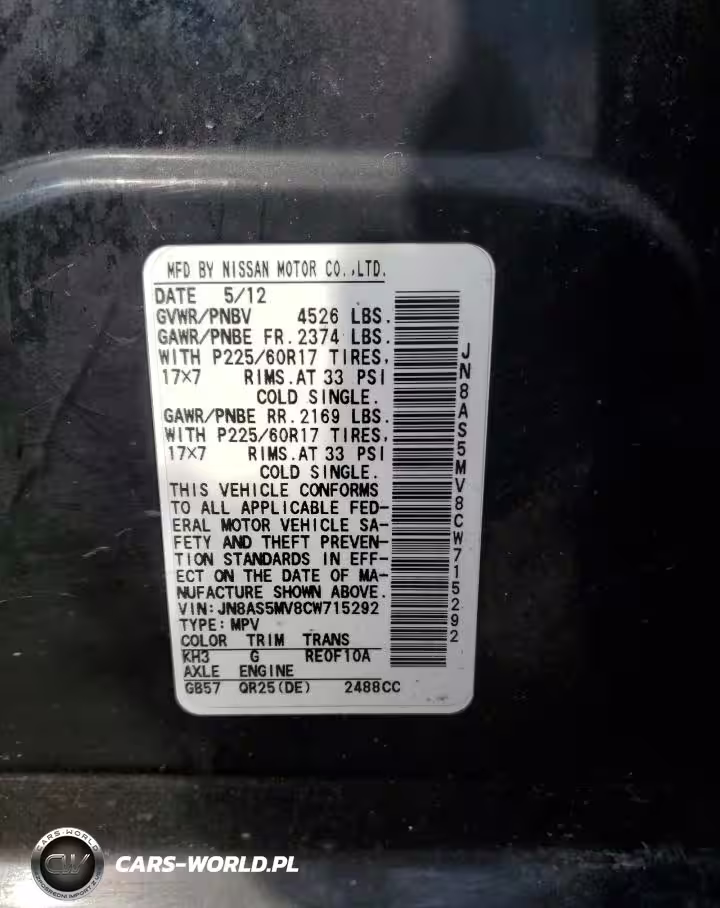 MFD BY NISSAN MOTOR CO.,LTD.
DATE 5/12
GVWR/PNBV 4526 LBS.
GAWR/PNBE FR. 2374 LBS.
WITH P225/60R17 TIRES,
17×7 RIMS.AT 33 PSI
COLD SINGLE.
GAWR/PNBE RR. 2169 LBS.
WITH P225/60R17 TIRES,
17×7 RIMS.AT 33 PSI
COLD SINGLE.
THIS VEHICLE CONFORMS
TO ALL APPLICABLE FED-
ERAL MOTOR VEHICLE SA-
FETY AND THEFT PREVEN-
TION STANDARDS IN EFF-
ECT ON THE DATE OF MA-
NUFACTURE SHOWN ABOVE.
VIN:JN8AS5MV8CW715292
TYPE:MPV
COLOR TRIM TRANS
KH3 G RE0F10A
AXLE ENGINE
GB57 QR25(DE) 2488CC
JN8AS5MV8CW715292
CARS-WORLD
CW
CARS-WORLD.PL